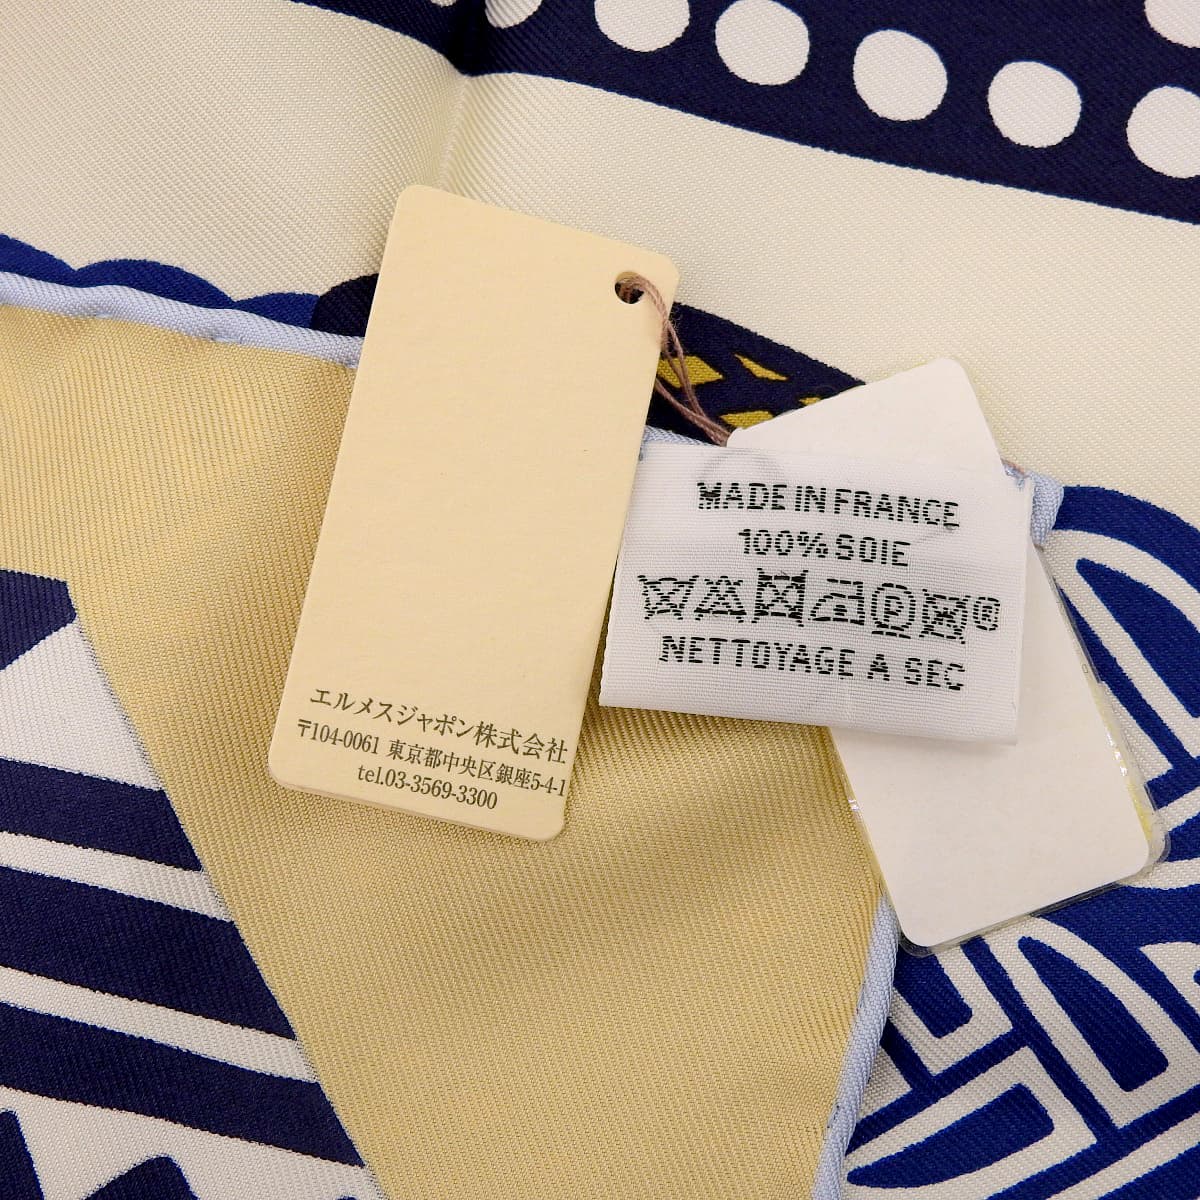 MADE IN FRANCE
100% SOIE
P ®
NETTOYAGE A SEC
エルメスジャポン株式会社
〒104-0061 東京都中央区銀座5-4-1
tel.03-3569-3300